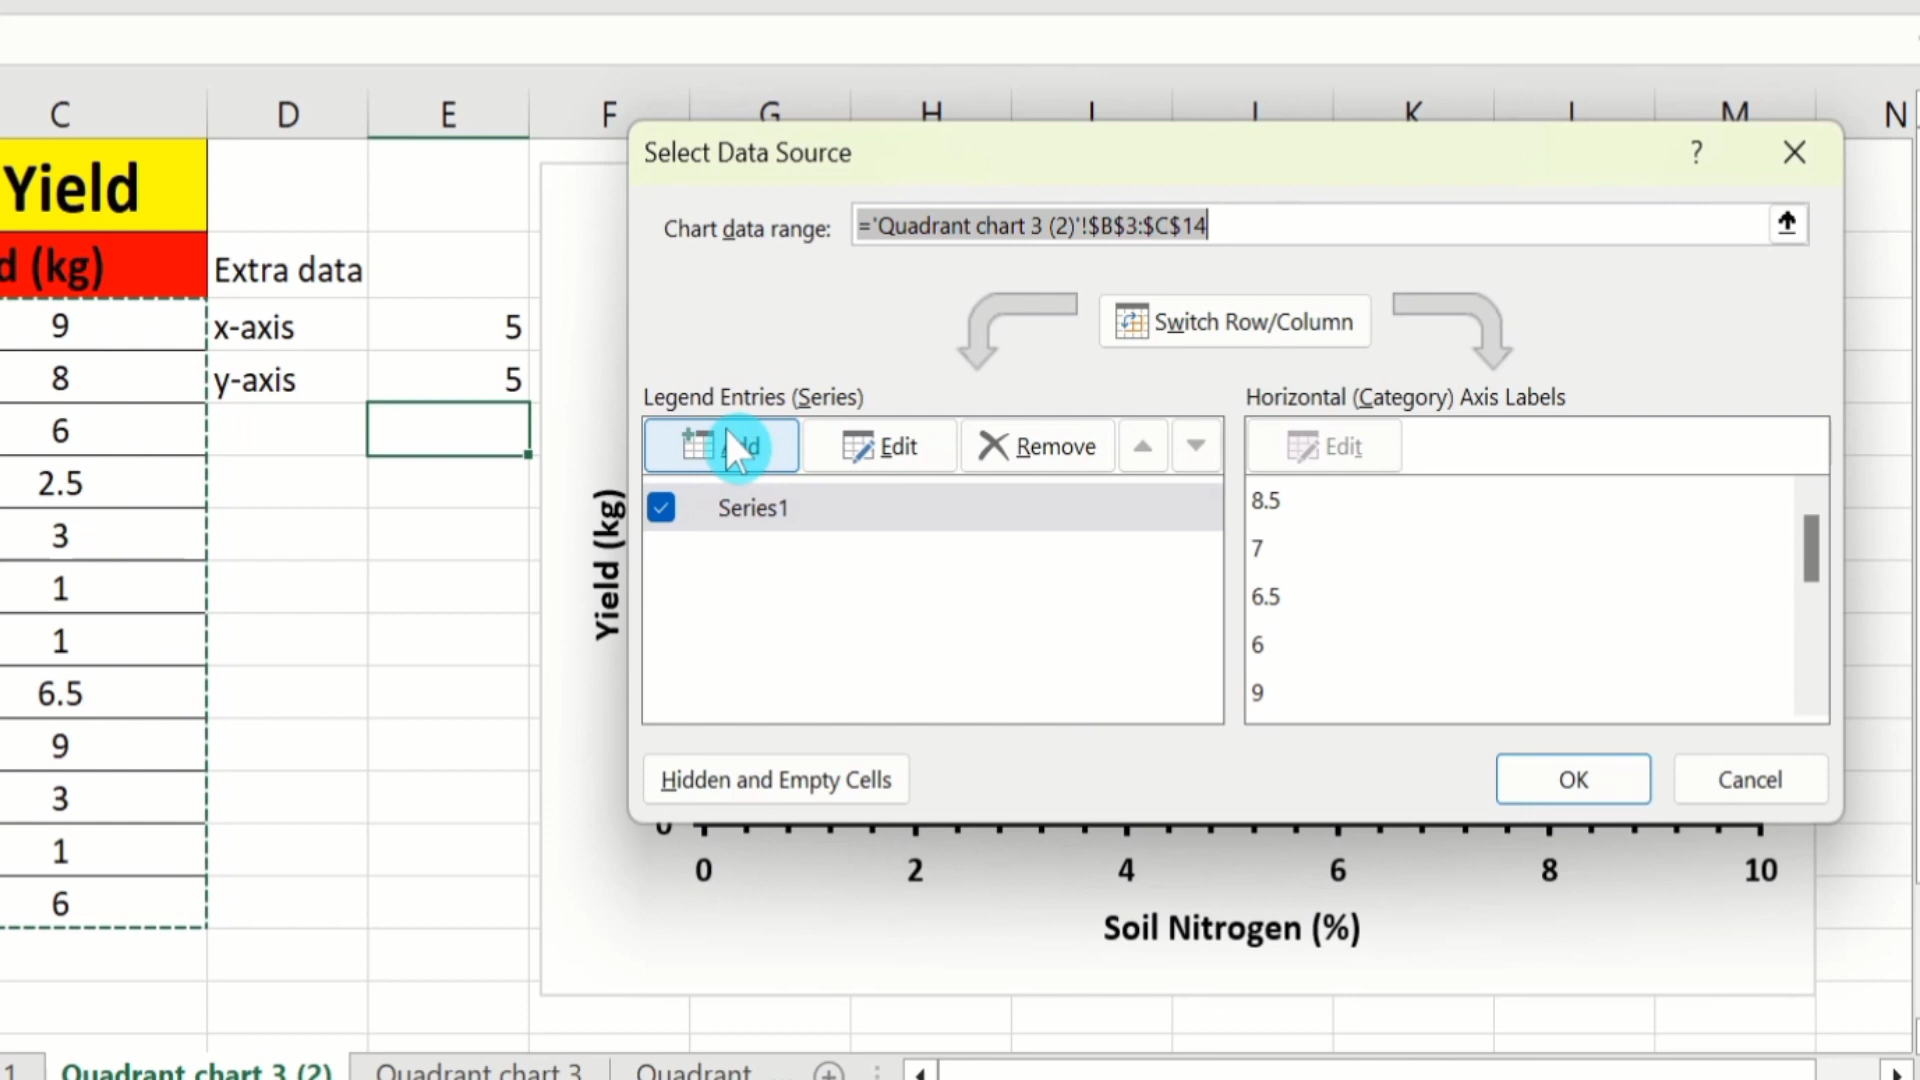 C D E F G H I J K L M N
Yield
d (kg) Extra data
9 x-axis 5
8 y-axis 5
6
2.5
3
1
1
6.5
9
3
1
6
Select Data Source ?
Chart data range: ='Quadrant chart 3 (2)'!$B$3:$C$14
Switch Row/Column
Legend Entries (Series)
Add Edit Remove
Series1
Horizontal (Category) Axis Labels
Edit
8.5
7
6.5
6
9
Hidden and Empty Cells OK Cancel
Yield (kg)
0
0 2 4 6 8 10
Soil Nitrogen (%)
1 Quadrant chart 3 (2) Quadrant chart 3 Quadrant ...